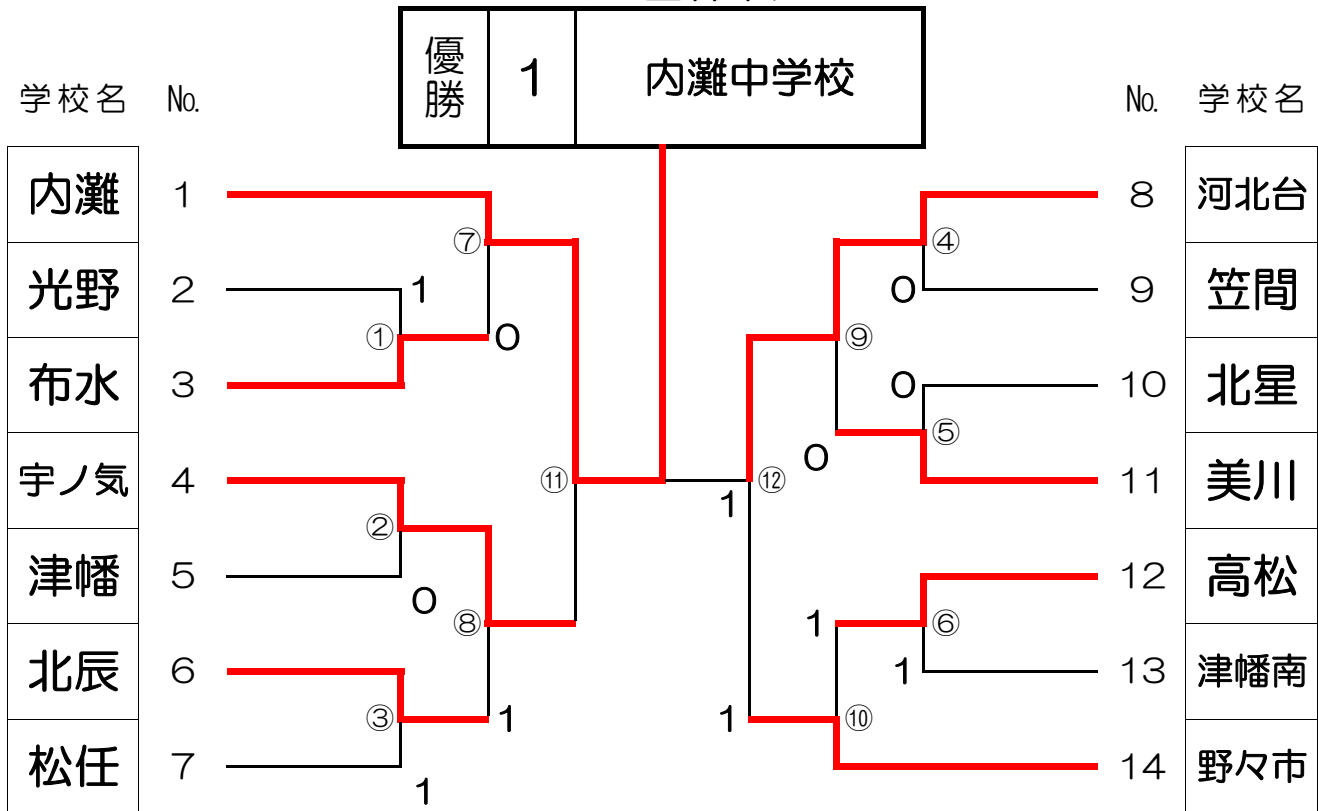 優勝 1 内灘中学校
学校名 No.
No. 学校名
内灘 1
光野 2
布水 3
宇ノ気 4
津幡 5
北辰 6
松任 7
8 河北台
9 笠間
10 北星
11 美川
12 高松
13 津幡南
14 野々市
⑦
1
①
0
②
0
⑧
③
1
1
⑪
④
0
⑨
0
⑤
0
⑫
1
1
⑥
1
1
⑩